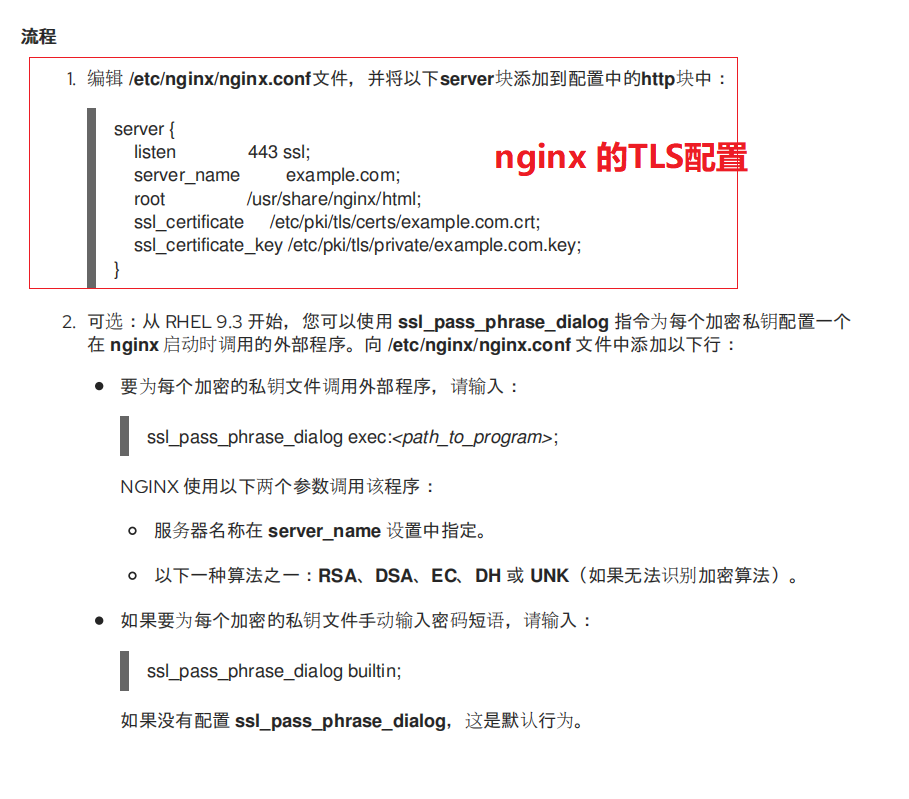 流程
1. 编辑 /etc/nginx/nginx.conf文件，并将以下server块添加到配置中的http块中：
server {
listen 443 ssl;
server_name example.com;
root /usr/share/nginx/html;
ssl_certificate /etc/pki/tls/certs/example.com.crt;
ssl_certificate_key /etc/pki/tls/private/example.com.key;
}
nginx 的TLS配置
2. 可选：从 RHEL 9.3 开始，您可以使用 ssl_pass_phrase_dialog 指令为每个加密私钥配置一个
在 nginx 启动时调用的外部程序。向 /etc/nginx/nginx.conf 文件中添加以下行：
● 要为每个加密的私钥文件调用外部程序，请输入：
ssl_pass_phrase_dialog exec:<path_to_program>;
NGINX 使用以下两个参数调用该程序：
○ 服务器名称在 server_name 设置中指定。
○ 以下一种算法之一：RSA、DSA、EC、DH 或 UNK（如果无法识别加密算法）。
● 如果要为每个加密的私钥文件手动输入密码短语，请输入：
ssl_pass_phrase_dialog builtin;
如果没有配置 ssl_pass_phrase_dialog，这是默认行为。